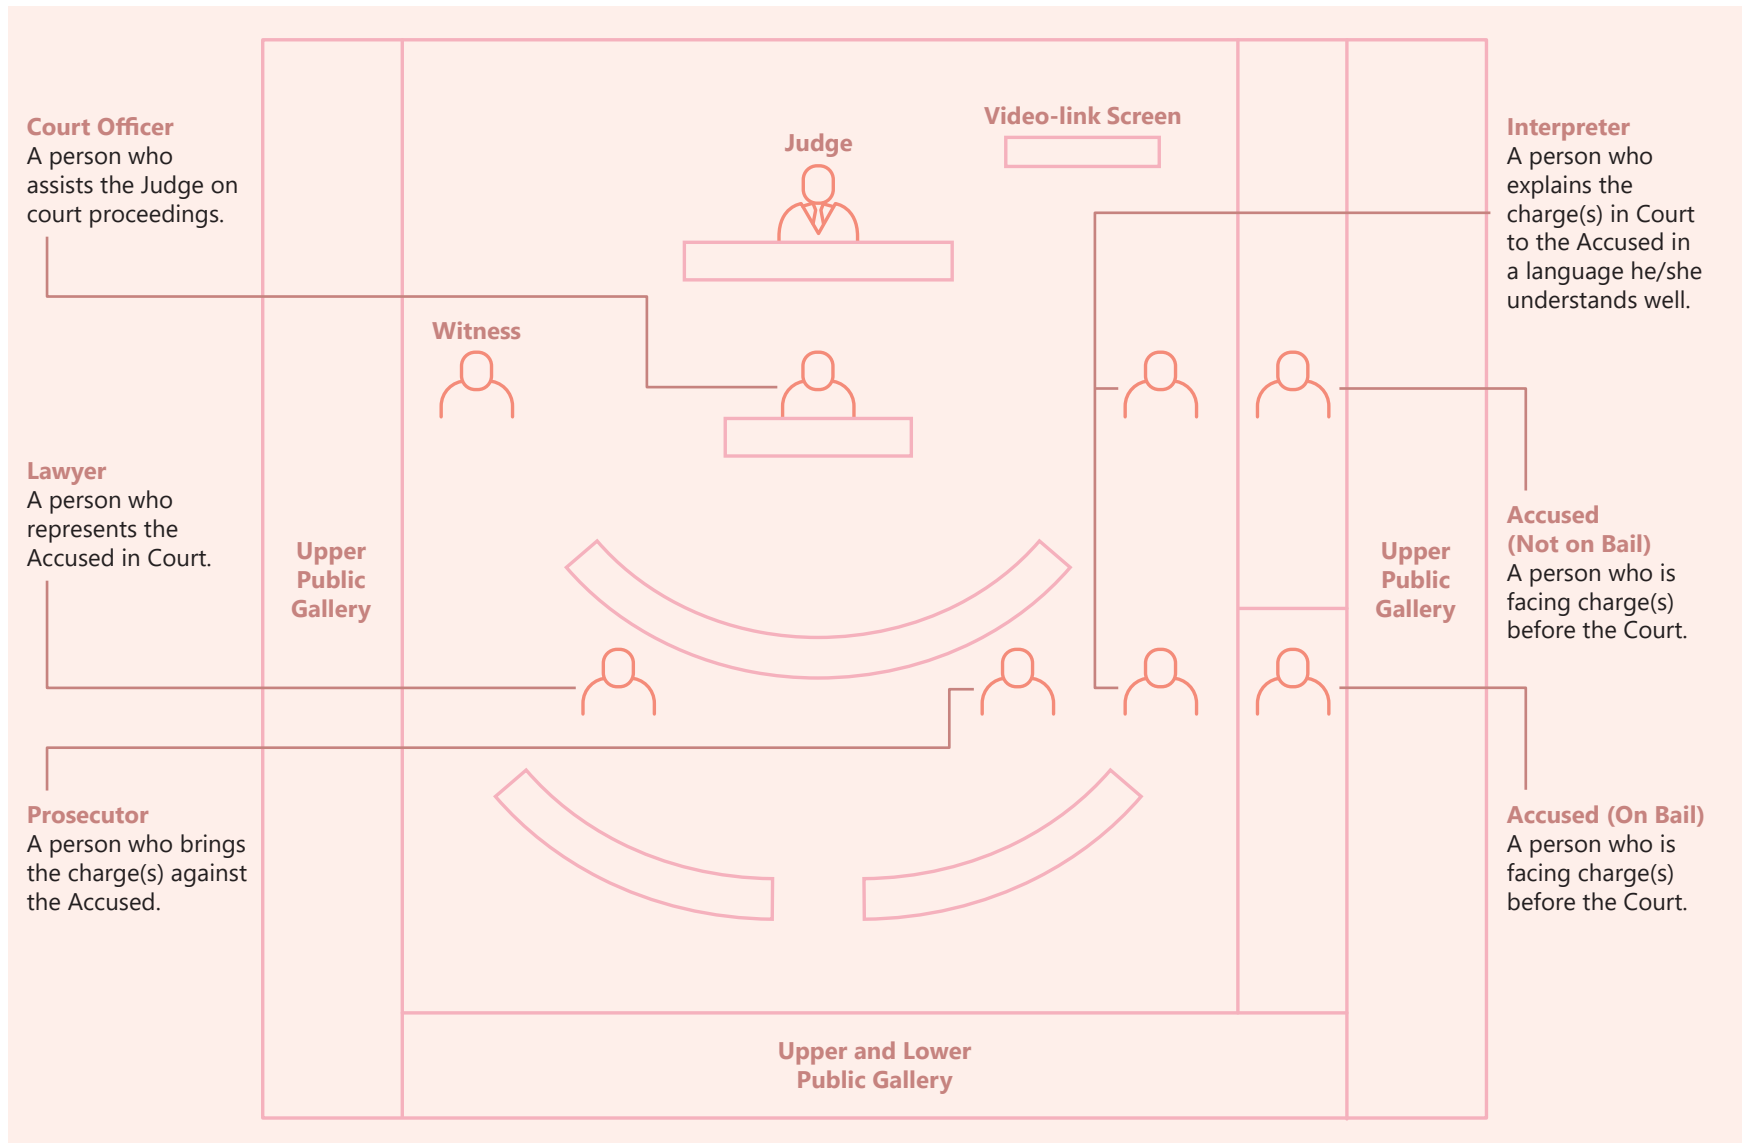 Court Officer
A person who
assists the Judge on
court proceedings.
Lawyer
A person who
represents the
Accused in Court.
Prosecutor
A person who brings
the charge(s) against
the Accused.
Upper
Public
Gallery
Judge
Video-link Screen
Witness
Upper and Lower
Public Gallery
Upper
Public
Gallery
Interpreter
A person who
explains the
charge(s) in Court
to the Accused in
a language he/she
understands well.
Accused
(Not on Bail)
A person who is
facing charge(s)
before the Court.
Accused (On Bail)
A person who is
facing charge(s)
before the Court.